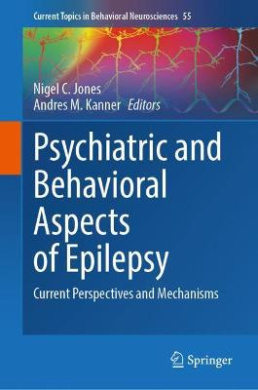 Current Topics in Behavioral Neurosciences 55
Nigel C. Jones
Andres M. Kanner Editors
Psychiatric and
Behavioral
Aspects
of Epilepsy
Current Perspectives and Mechanisms
Springer